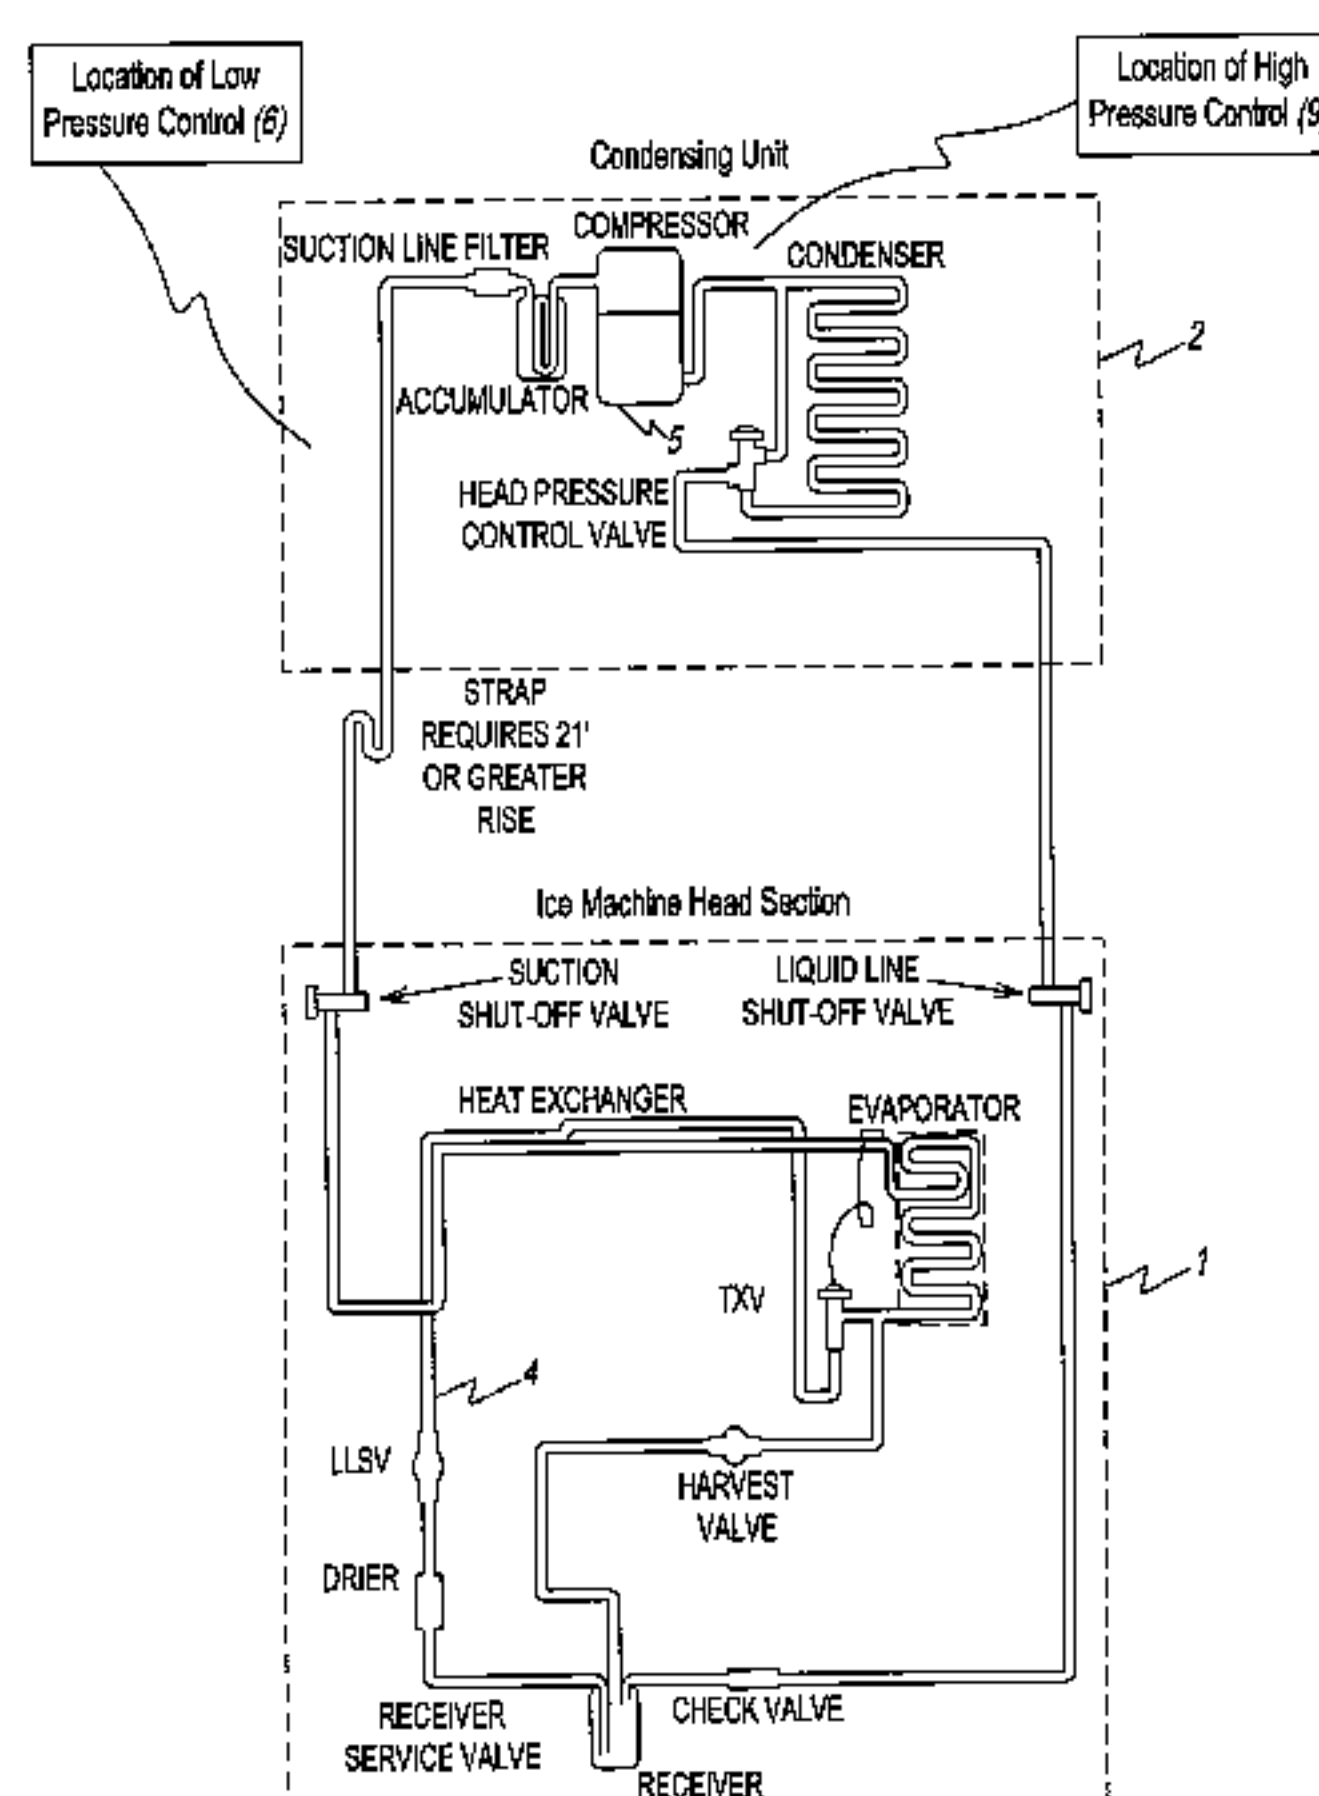 Location of Low
Pressure Control (6)
Location of High
Pressure Control (9
Condensing Unit
COMPRESSOR
SUCTION LINE FILTER
CONDENSER
2
ACCUMULATOR
5
HEAD PRESSURE
CONTROL VALVE
STRAP
REQUIRES 21'
OR GREATER
RISE
Ice Machine Head Section
SUCTION
SHUT-OFF VALVE
LIQUID LINE
SHUT-OFF VALVE
HEAT EXCHANGER
EVAPORATOR
1
TXV
4
LLSV
HARVEST
VALVE
DRIER
RECEIVER
SERVICE VALVE
CHECK VALVE
RECEIVER